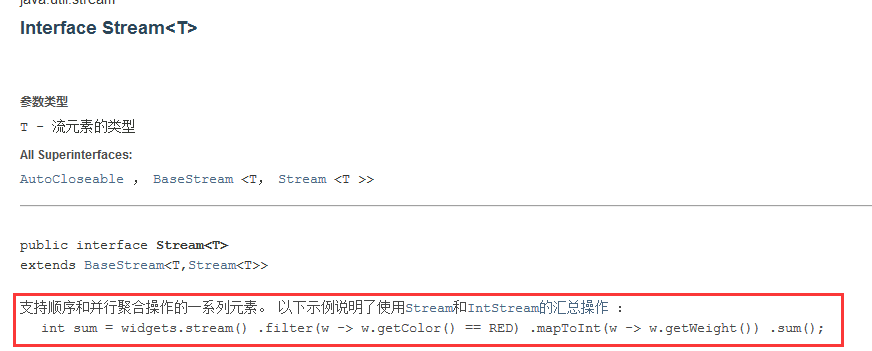 java.util.stream
Interface Stream<T>
参数类型
T - 流元素的类型
All Superinterfaces:
AutoCloseable ， BaseStream <T， Stream <T >>
public interface Stream<T>
extends BaseStream<T,Stream<T>>
支持顺序和并行聚合操作的一系列元素。 以下示例说明了使用Stream和IntStream的汇总操作 ：
int sum = widgets.stream() .filter(w -> w.getColor() == RED) .mapToInt(w -> w.getWeight()) .sum();